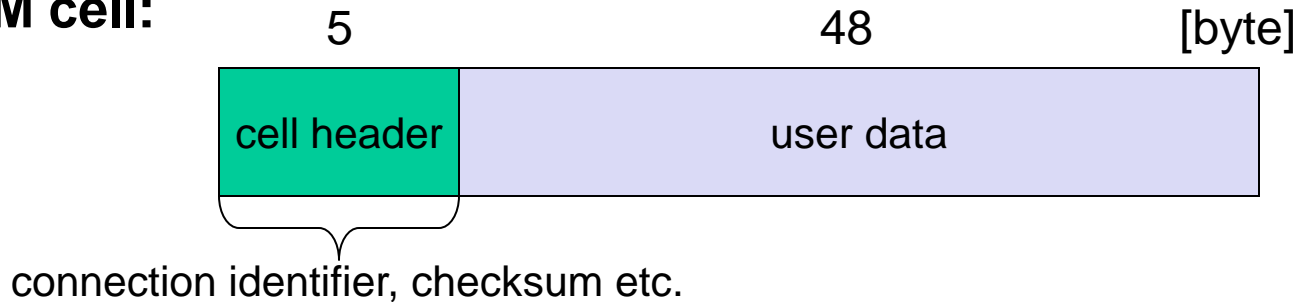 M cell:
5 48 [byte]
cell header user data
connection identifier, checksum etc.